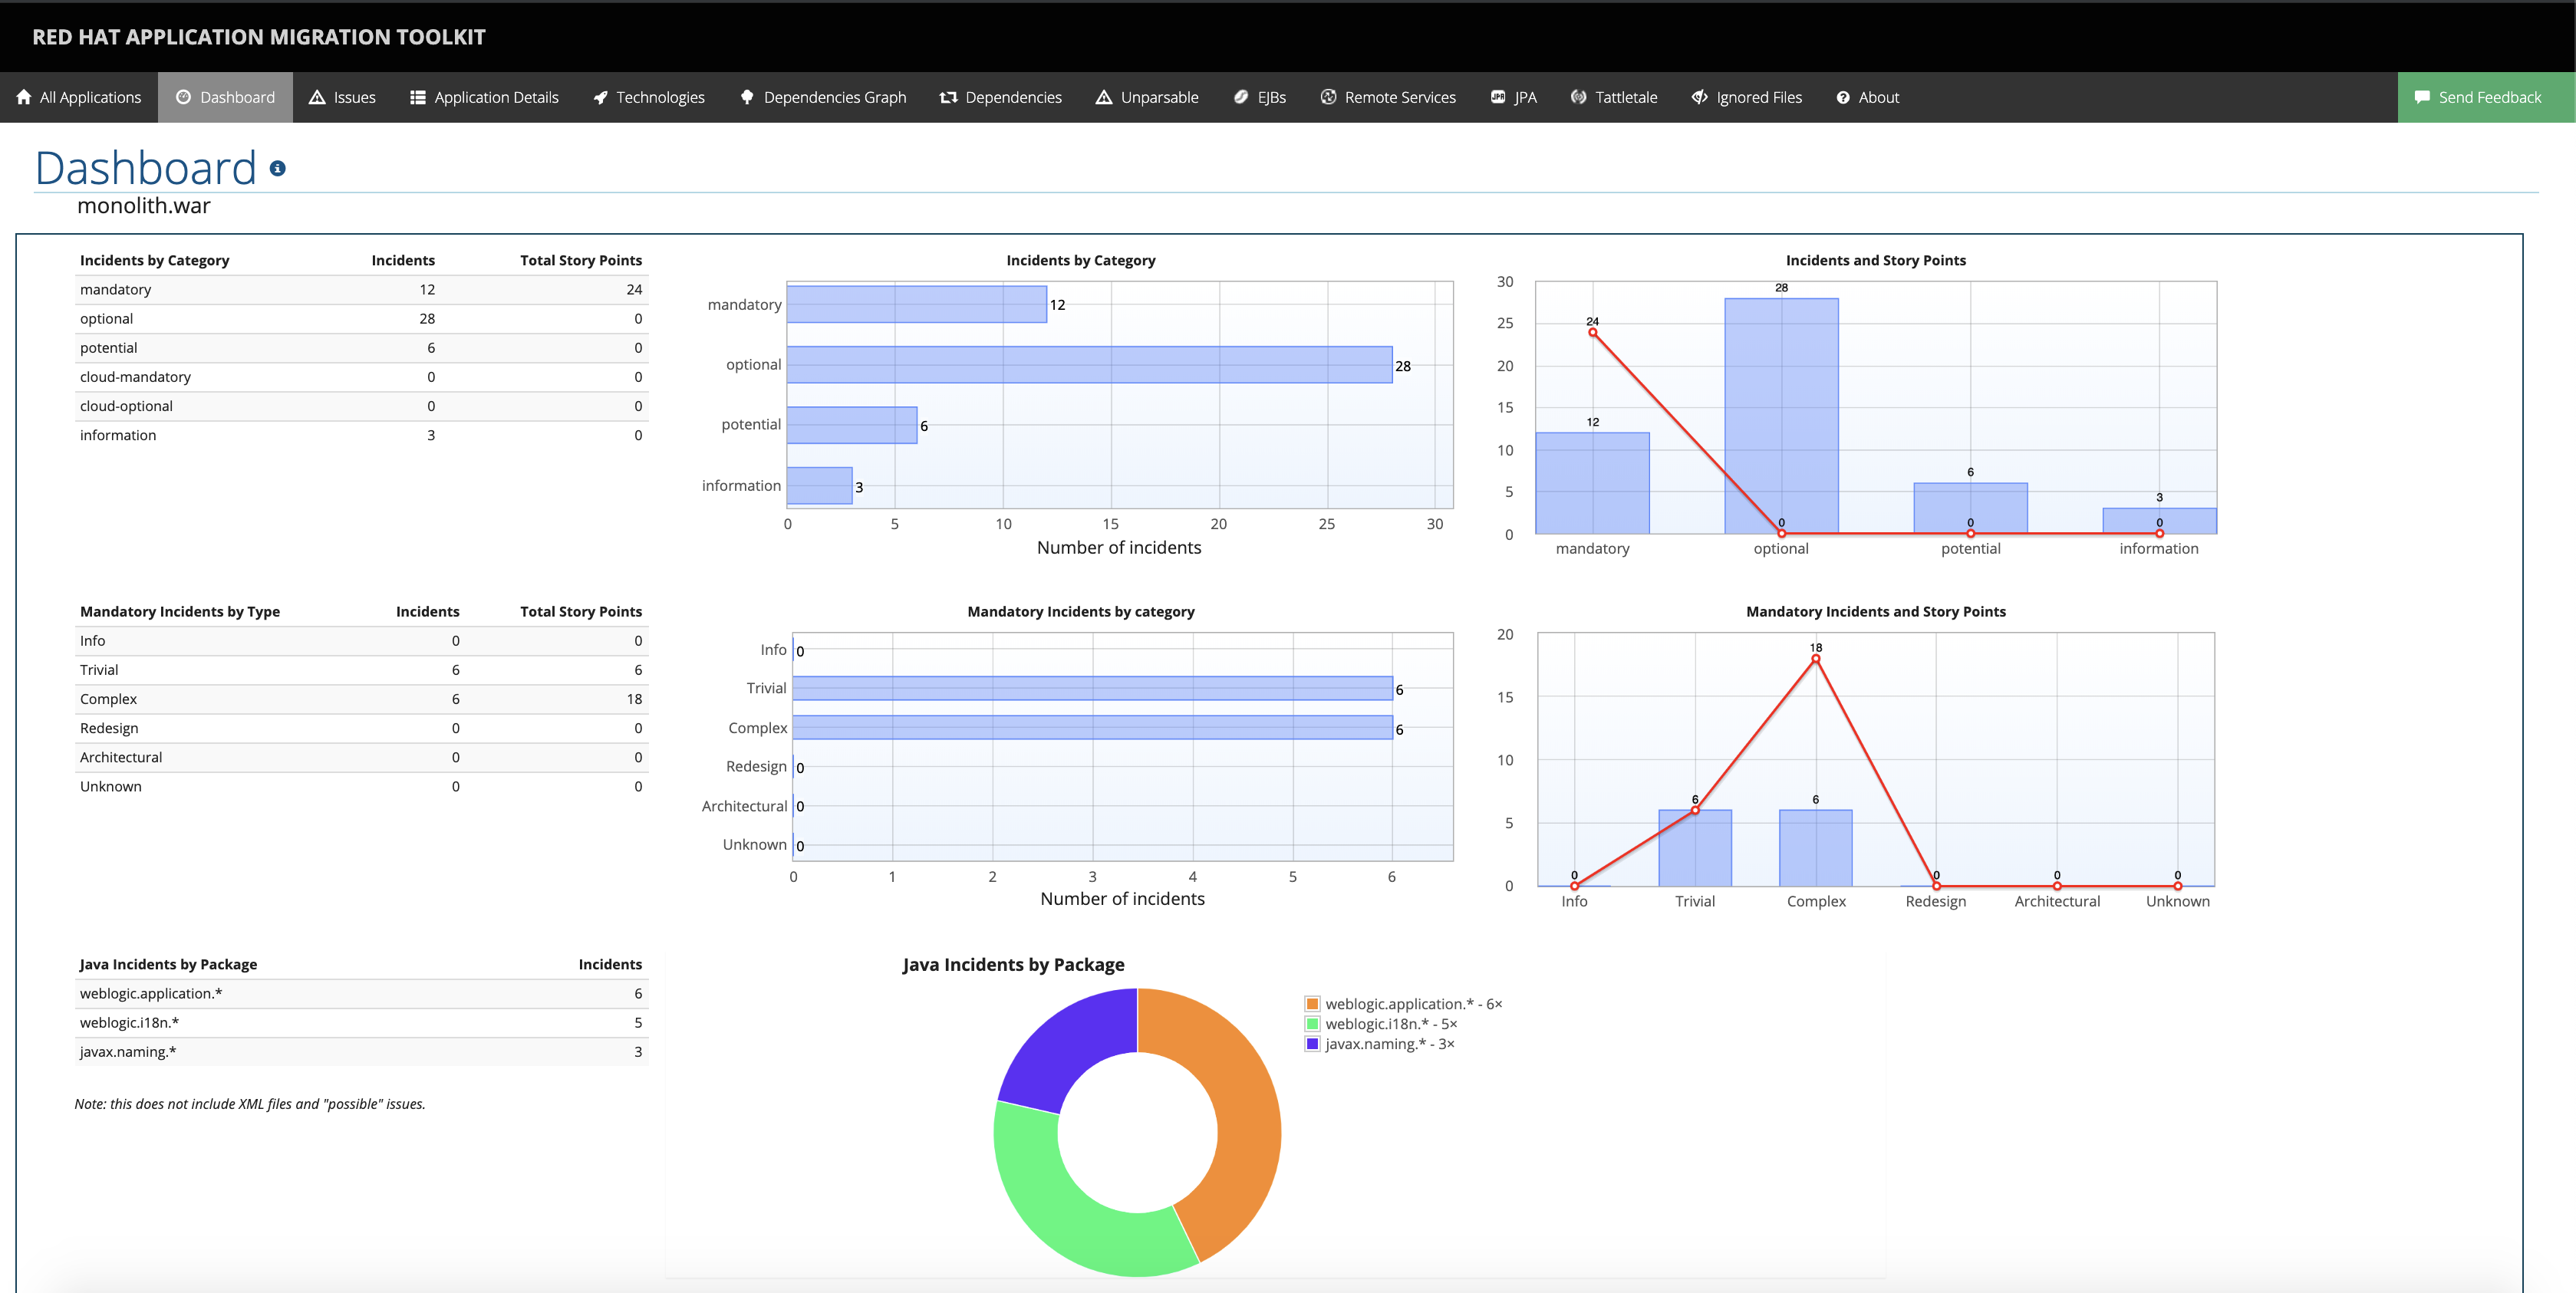 RED HAT APPLICATION MIGRATION TOOLKIT
All Applications Dashboard Issues Application Details Technologies Dependencies Graph Dependencies Unparsable EJBs Remote Services JPA Tattletale Ignored Files About Send Feedback
Dashboard
monolith.war
Incidents by Category Incidents Total Story Points
mandatory 12 24
optional 28 0
potential 6 0
cloud-mandatory 0 0
cloud-optional 0 0
information 3 0
Incidents by Category
mandatory 12
optional 28
potential 6
information 3
0 5 10 15 20 25 30
Number of incidents
Incidents and Story Points
30
25
20
15
10
5
0
24 28
12
6
3
0 0 0
mandatory optional potential information
Mandatory Incidents by Type Incidents Total Story Points
Info 0 0
Trivial 6 6
Complex 6 18
Redesign 0 0
Architectural 0 0
Unknown 0 0
Mandatory Incidents by category
Info 0
Trivial 6
Complex 6
Redesign 0
Architectural 0
Unknown 0
0 1 2 3 4 5 6
Number of incidents
Mandatory Incidents and Story Points
20
15
10
5
0
18
6 6
0 0 0 0
Info Trivial Complex Redesign Architectural Unknown
Java Incidents by Package Incidents
weblogic.application.* 6
weblogic.i18n.* 5
javax.naming.* 3
Note: this does not include XML files and "possible" issues.
Java Incidents by Package
weblogic.application.* - 6×
weblogic.i18n.* - 5×
javax.naming.* - 3×